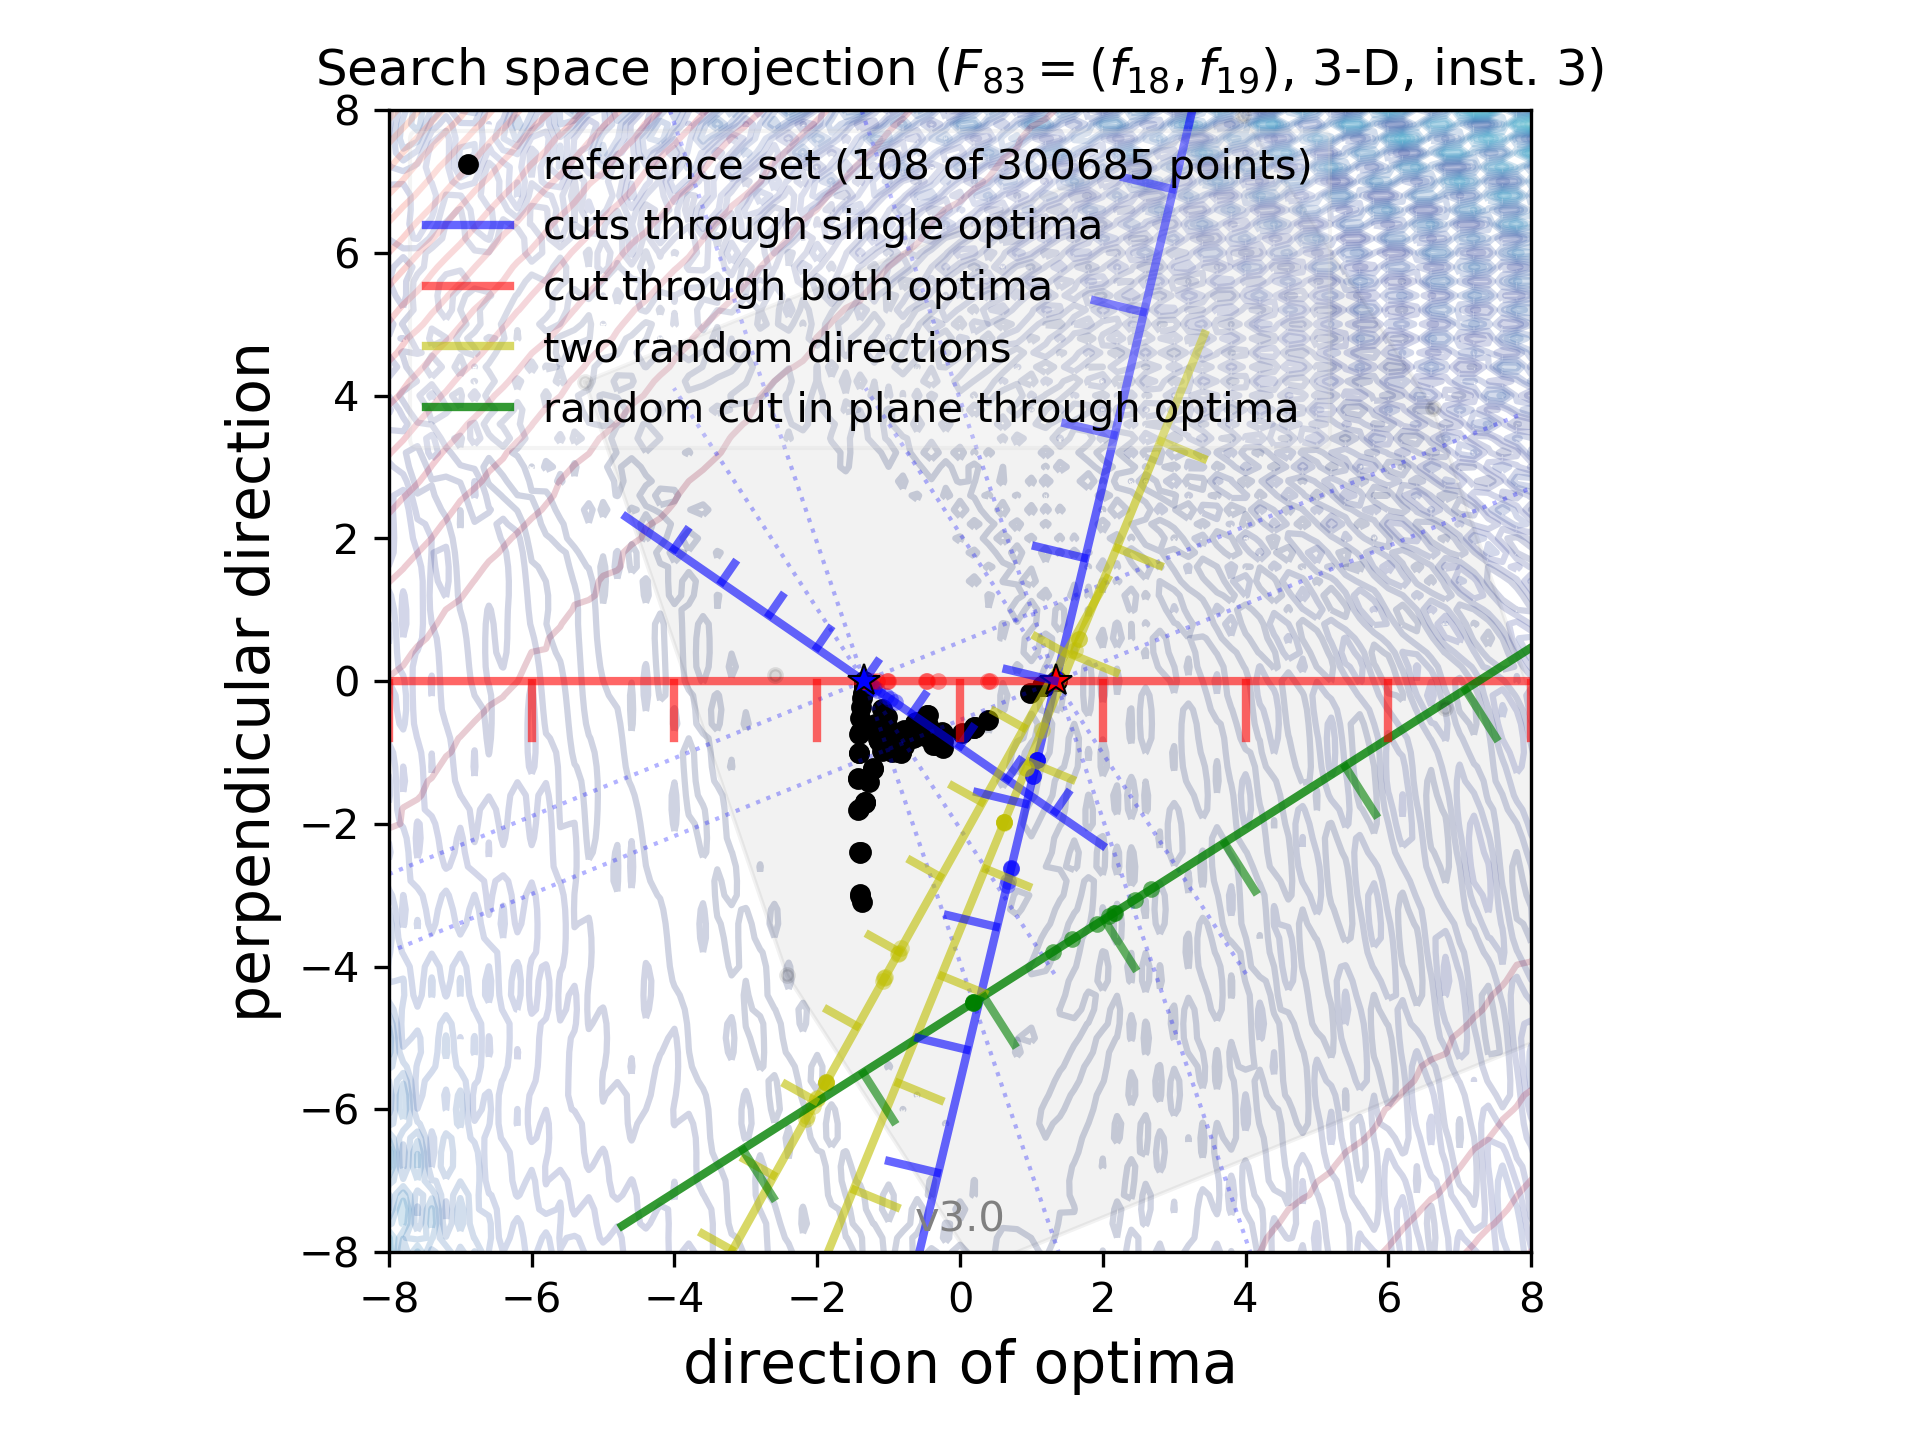 Search space projection (F83 = (f18, f19), 3-D, inst. 3)
8
6
4
2
0
−2
−4
−6
−8
perpendicular direction
reference set (108 of 300685 points)
cuts through single optima
cut through both optima
two random directions
random cut in plane through optima
v3.0
−8 −6 −4 −2 0 2 4 6 8
direction of optima